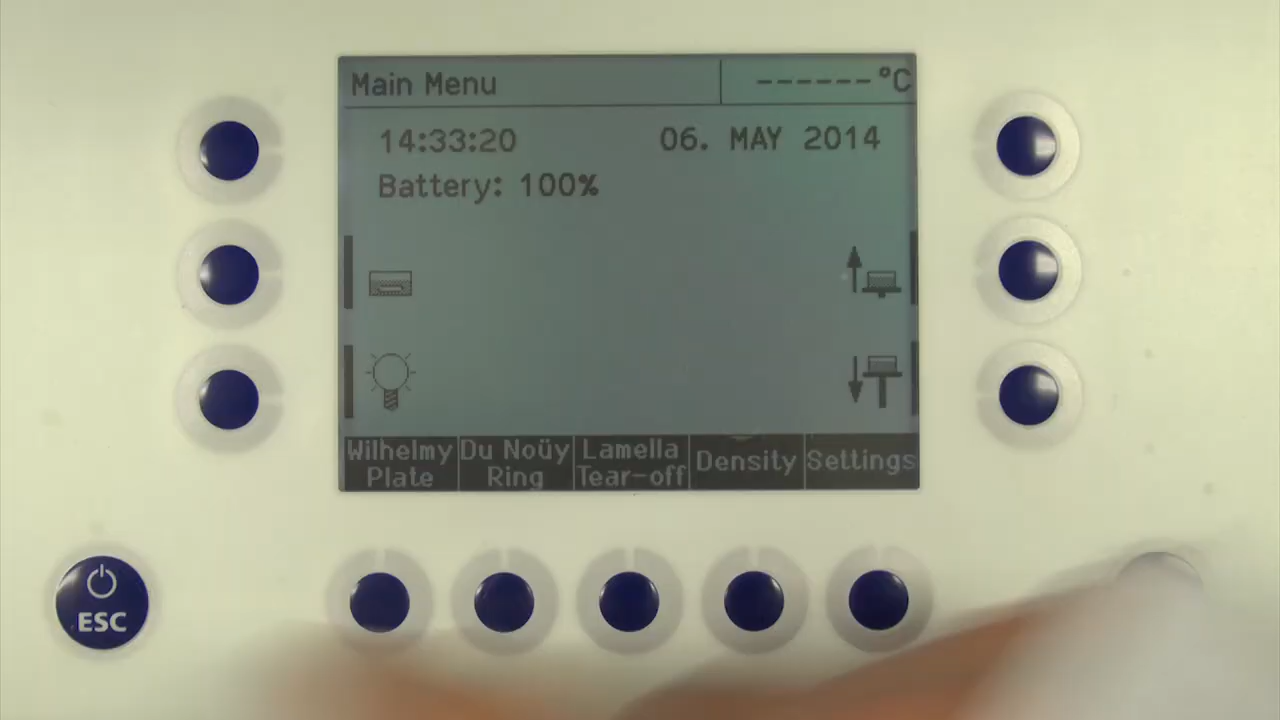 Main Menu ------°C
14:33:20 06. MAY 2014
Battery: 100%
Wilhelmy Plate
Du Noüy Ring
Lamella Tear-off
Density
Settings
ESC